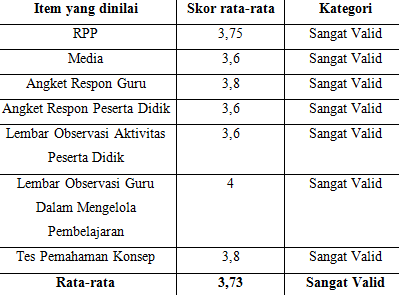 Item yang dinilai Skor rata-rata Kategori
RPP 3,75 Sangat Valid
Media 3,6 Sangat Valid
Angket Respon Guru 3,8 Sangat Valid
Angket Respon Peserta Didik 3,6 Sangat Valid
Lembar Observasi Aktivitas 3,6 Sangat Valid
Peserta Didik
Lembar Observasi Guru 4 Sangat Valid
Dalam Mengelola
Pembelajaran
Tes Pemahaman Konsep 3,8 Sangat Valid
Rata-rata 3,73 Sangat Valid